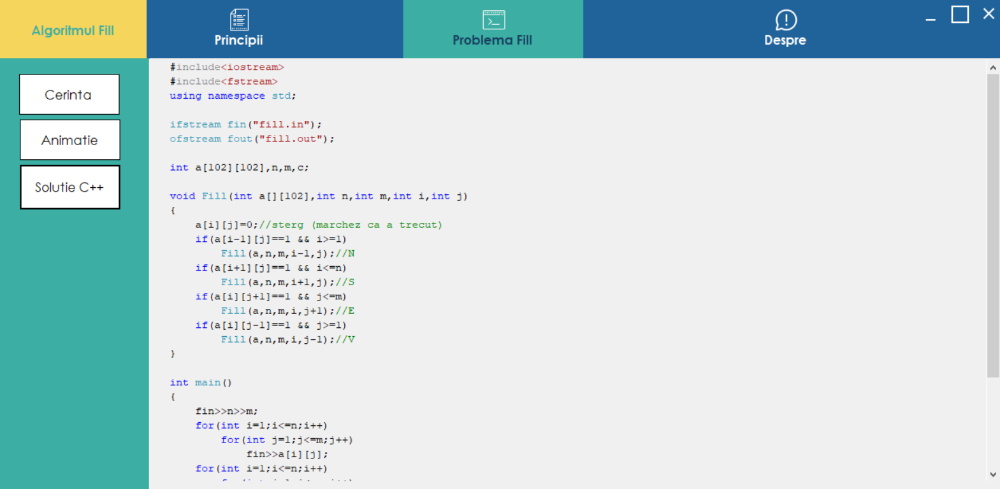 Algoritmul Fill
Principii
Problema Fill
Despre
Cerinta
Animatie
Solutie C++
#include<iostream>
#include<fstream>
using namespace std;

ifstream fin("fill.in");
ofstream fout("fill.out");

int a[102][102],n,m,c;

void Fill(int a[][102],int n,int m,int i,int j)
{
    a[i][j]=0;//sterg (marchez ca a trecut)
    if(a[i-1][j]==1 && i>=1)
        Fill(a,n,m,i-1,j);//N
    if(a[i+1][j]==1 && i<=n)
        Fill(a,n,m,i+1,j);//S
    if(a[i][j+1]==1 && j<=m)
        Fill(a,n,m,i,j+1);//E
    if(a[i][j-1]==1 && j>=1)
        Fill(a,n,m,i,j-1);//V
}

int main()
{
    fin>>n>>m;
    for(int i=1;i<=n;i++)
        for(int j=1;j<=m;j++)
            fin>>a[i][j];
    for(int i=1;i<=n;i++)